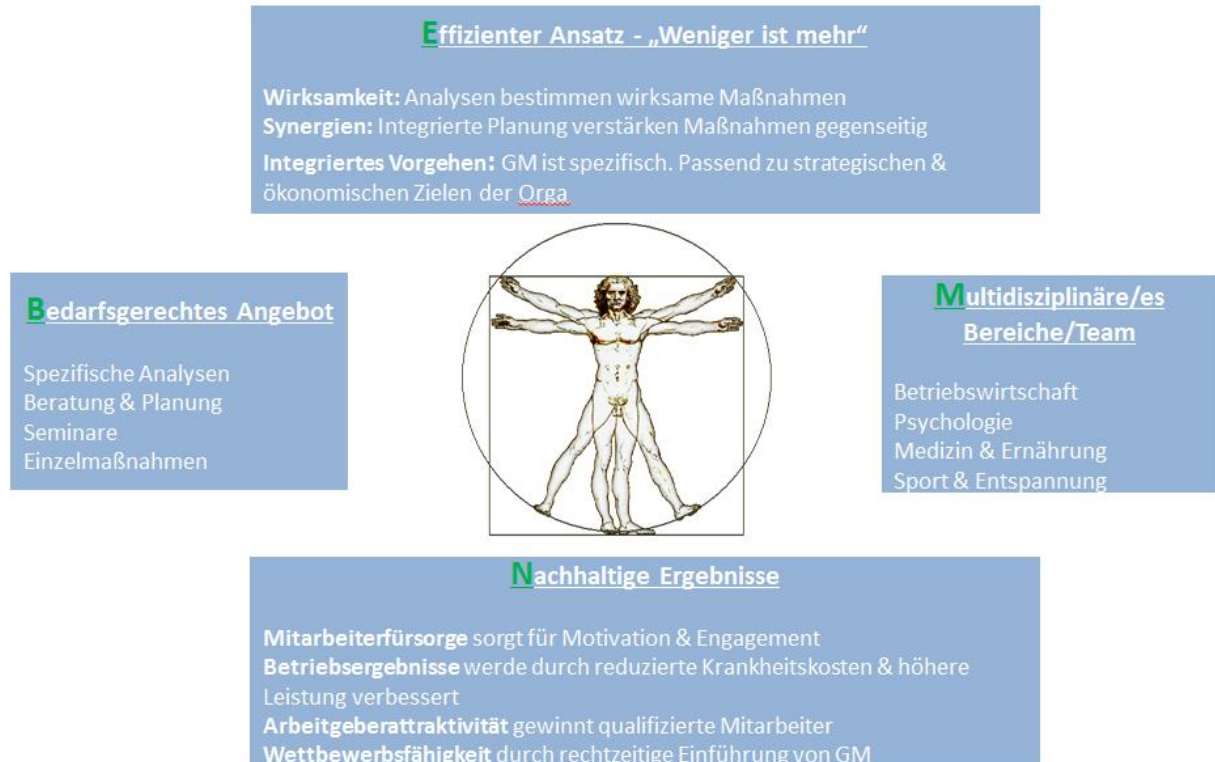 Effizienter Ansatz - „Weniger ist mehr“
Wirksamkeit: Analysen bestimmen wirksame Maßnahmen
Synergien: Integrierte Planung verstärken Maßnahmen gegenseitig
Integriertes Vorgehen: GM ist spezifisch. Passend zu strategischen &
ökonomischen Zielen der Orga
Bedarfsgerechtes Angebot
Spezifische Analysen
Beratung & Planung
Seminare
Einzelmaßnahmen
Multidisziplinäre/es
Bereiche/Team
Betriebswirtschaft
Psychologie
Medizin & Ernährung
Sport & Entspannung
Nachhaltige Ergebnisse
Mitarbeiterfürsorge sorgt für Motivation & Engagement
Betriebsergebnisse werde durch reduzierte Krankheitskosten & höhere
Leistung verbessert
Arbeitgeberattraktivität gewinnt qualifizierte Mitarbeiter
Wettbewerbsfähigkeit durch rechtzeitige Einführung von GM